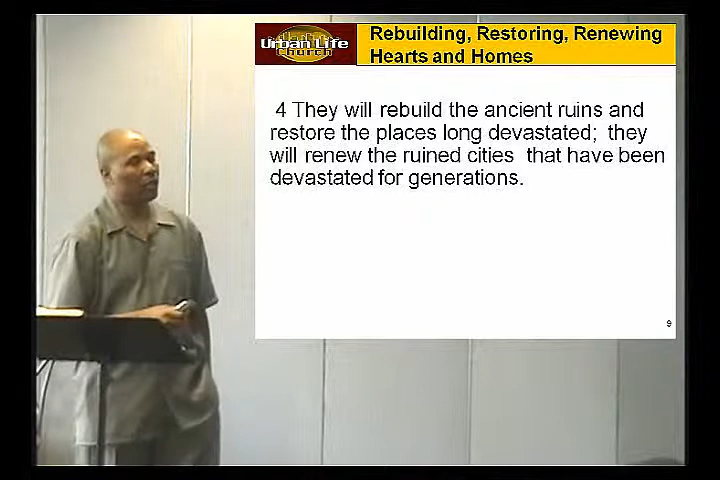 Urban Life
Church
Rebuilding, Restoring, Renewing
Hearts and Homes
4 They will rebuild the ancient ruins and
restore the places long devastated; they
will renew the ruined cities that have been
devastated for generations.
9